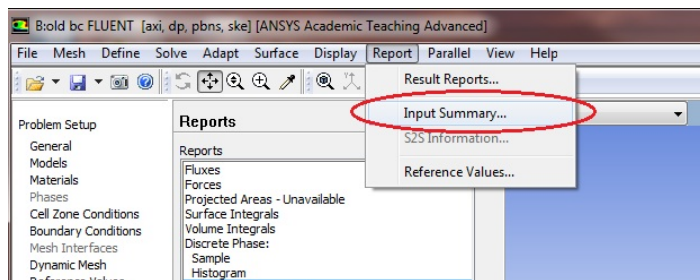 B:old bc FLUENT [axi, dp, pbns, ske] [ANSYS Academic Teaching Advanced]
File Mesh Define Solve Adapt Surface Display Report Parallel View Help
Result Reports...
Input Summary...
S2S Information...
Reference Values...
Problem Setup
General
Models
Materials
Phases
Cell Zone Conditions
Boundary Conditions
Mesh Interfaces
Dynamic Mesh
Reference Values
Reports
Reports
Fluxes
Forces
Projected Areas - Unavailable
Surface Integrals
Volume Integrals
Discrete Phase:
Sample
Histogram